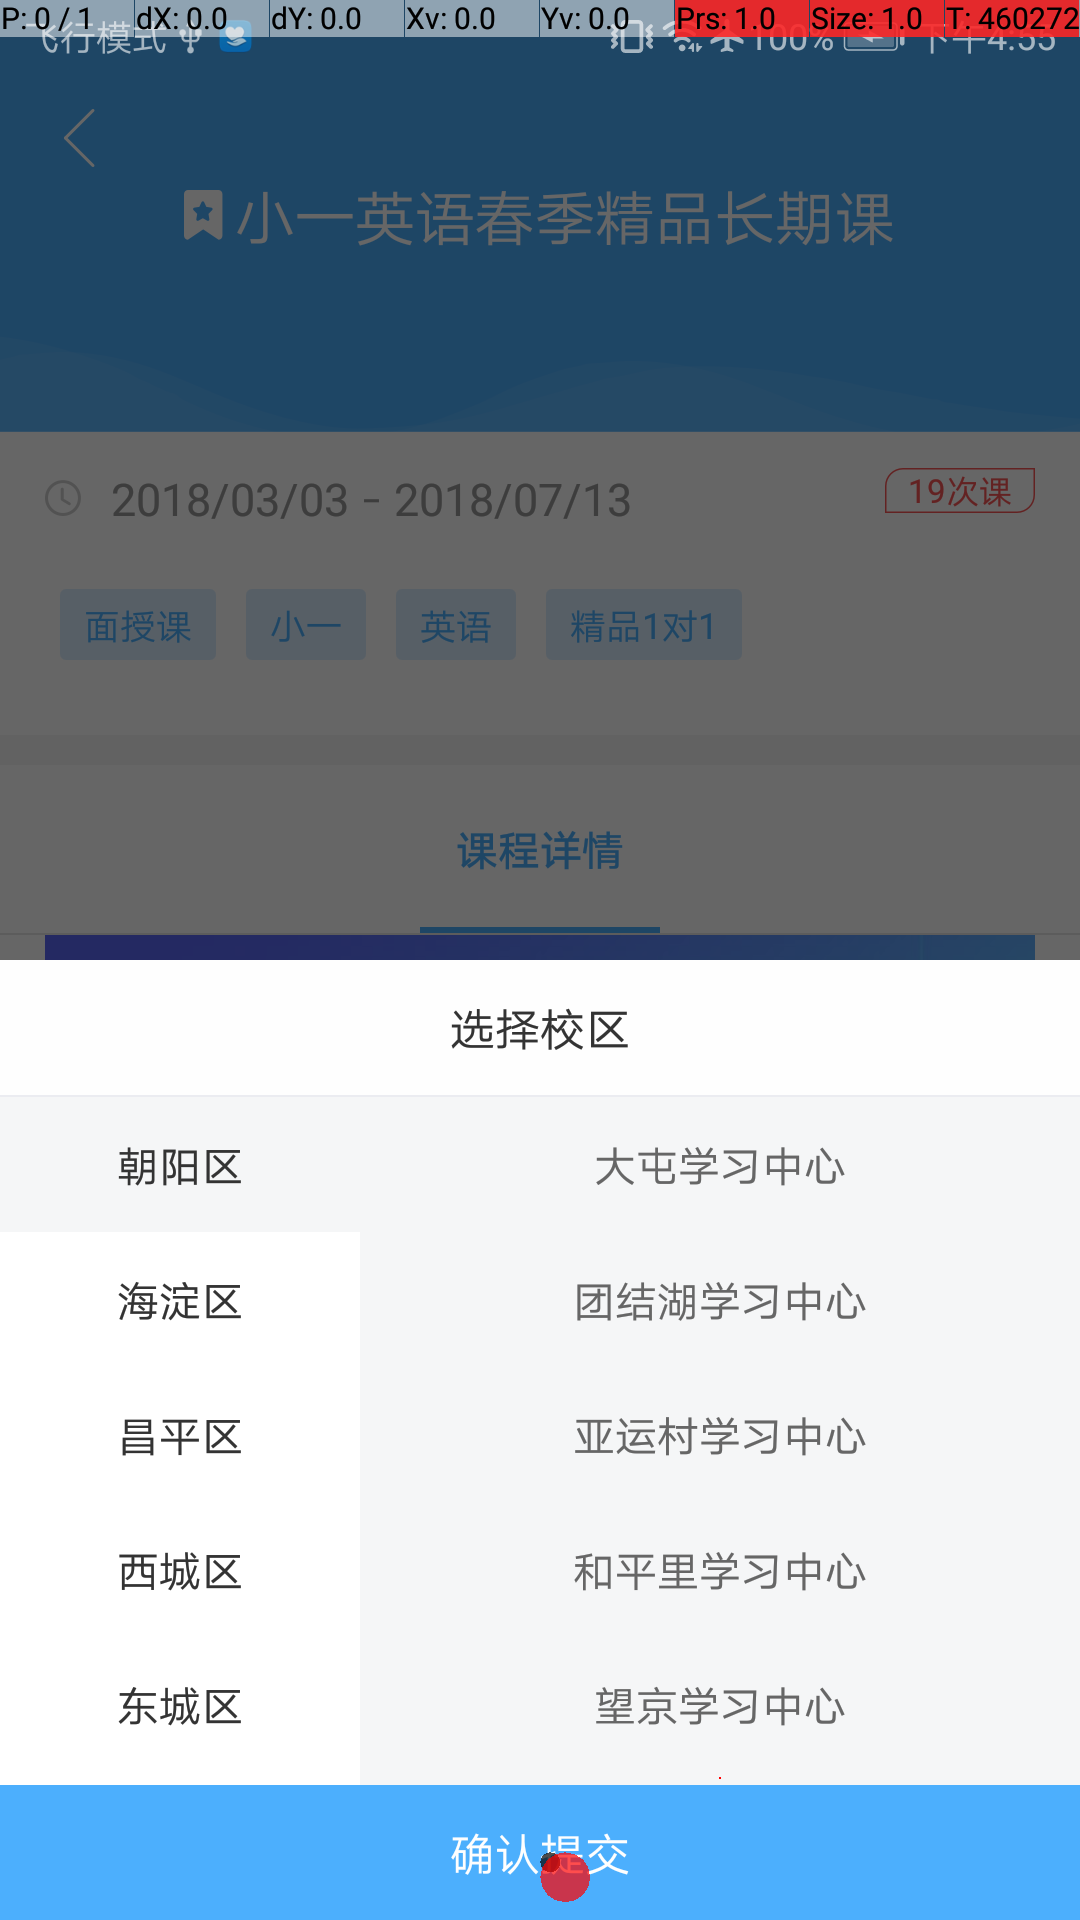 P: 0 / 1 dX: 0.0 dY: 0.0 Xv: 0.0 Yv: 0.0 Prs: 1.0 Size: 1.0 T: 460272
飞行模式 100% 下午4:55
小一英语春季精品长期课
2018/03/03 - 2018/07/13 19次课
面授课 小一 英语 精品1对1
课程详情
选择校区
朝阳区 大屯学习中心
海淀区 团结湖学习中心
昌平区 亚运村学习中心
西城区 和平里学习中心
东城区 望京学习中心
确认提交